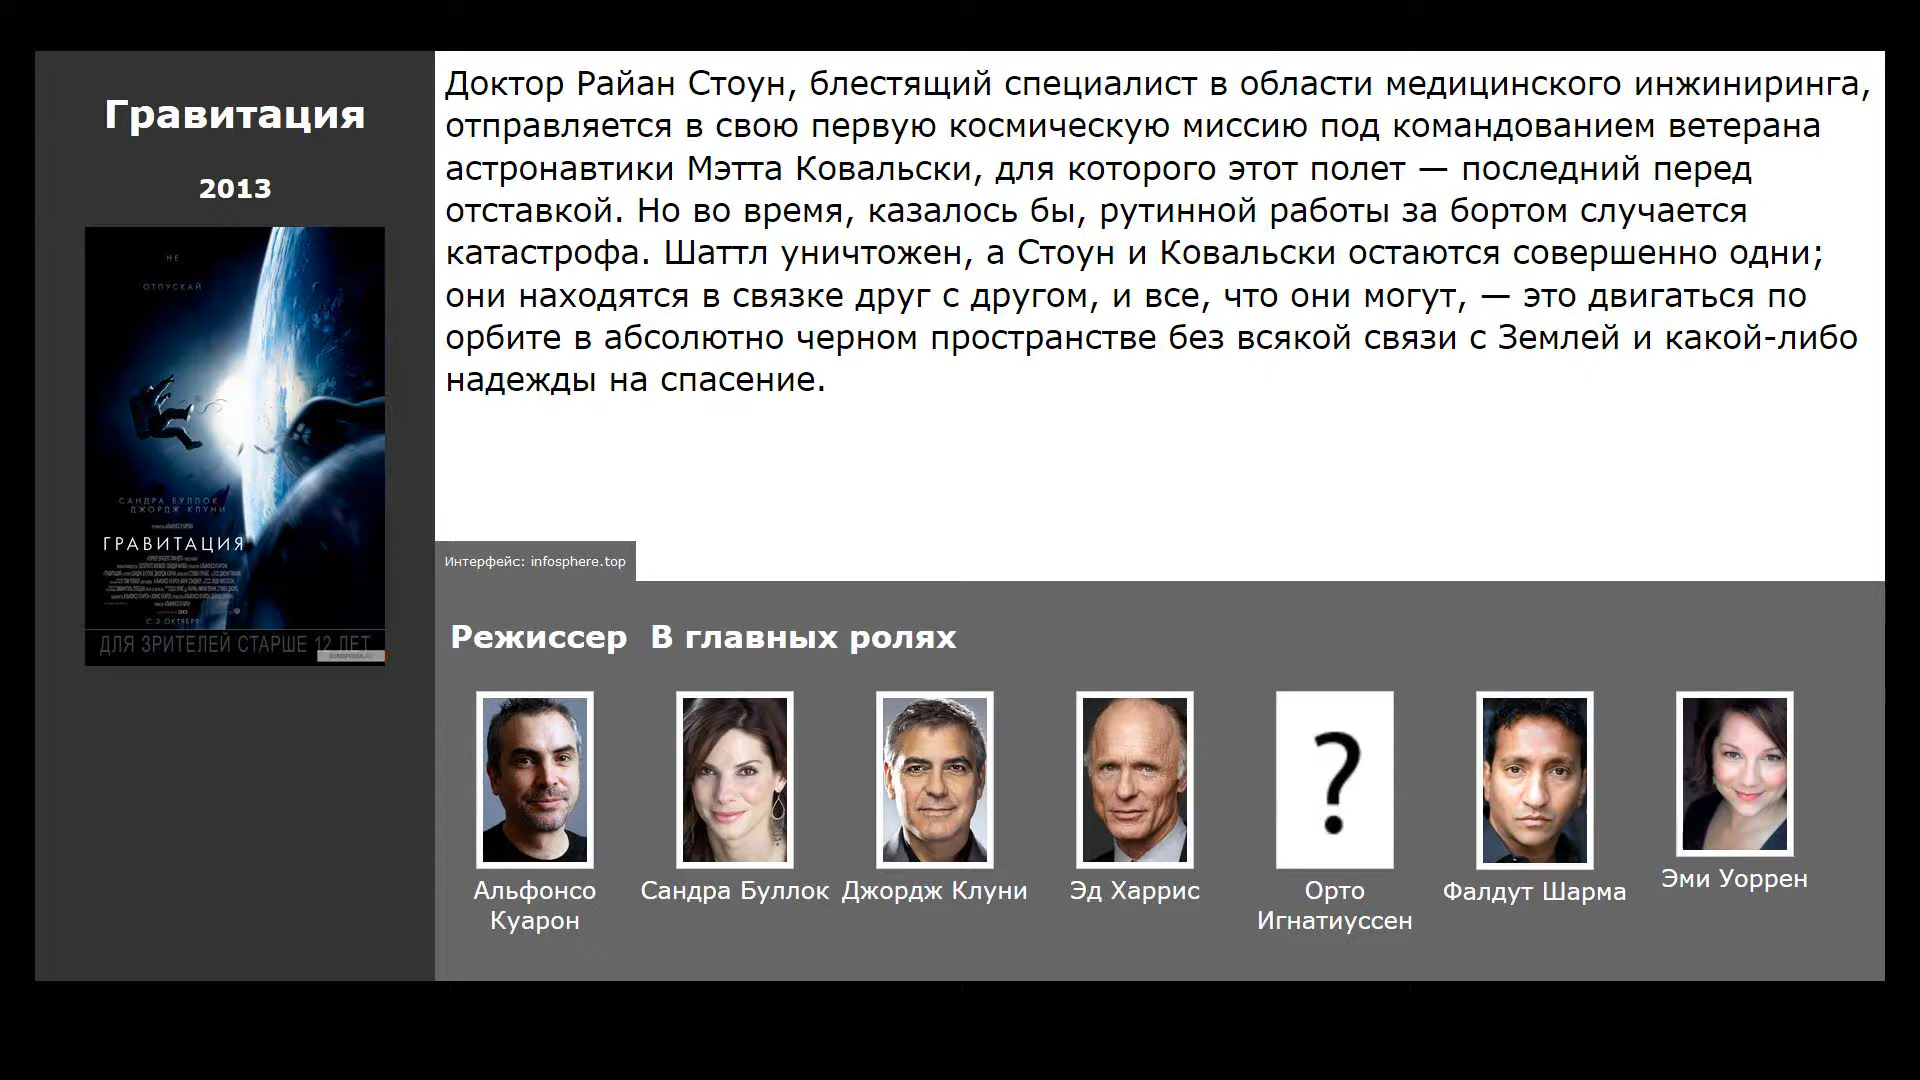 Гравитация
2013
НЕ
ОТПУСКАЙ
САНДРА БУЛЛОК
ДЖОРДЖ КЛУНИ
ГРАВИТАЦИЯ
С 3 ОКТЯБРЯ
ДЛЯ ЗРИТЕЛЕЙ СТАРШЕ 12 ЛЕТ
Доктор Райан Стоун, блестящий специалист в области медицинского инжиниринга,
отправляется в свою первую космическую миссию под командованием ветерана
астронавтики Мэтта Ковальски, для которого этот полет — последний перед
отставкой. Но во время, казалось бы, рутинной работы за бортом случается
катастрофа. Шаттл уничтожен, а Стоун и Ковальски остаются совершенно одни;
они находятся в связке друг с другом, и все, что они могут, — это двигаться по
орбите в абсолютно черном пространстве без всякой связи с Землей и какой-либо
надежды на спасение.
Интерфейс: infosphere.top
Режиссер В главных ролях
?
Альфонсо
Куарон
Сандра Буллок
Джордж Клуни
Эд Харрис
Орто
Игнатиуссен
Фалдут Шарма
Эми Уоррен